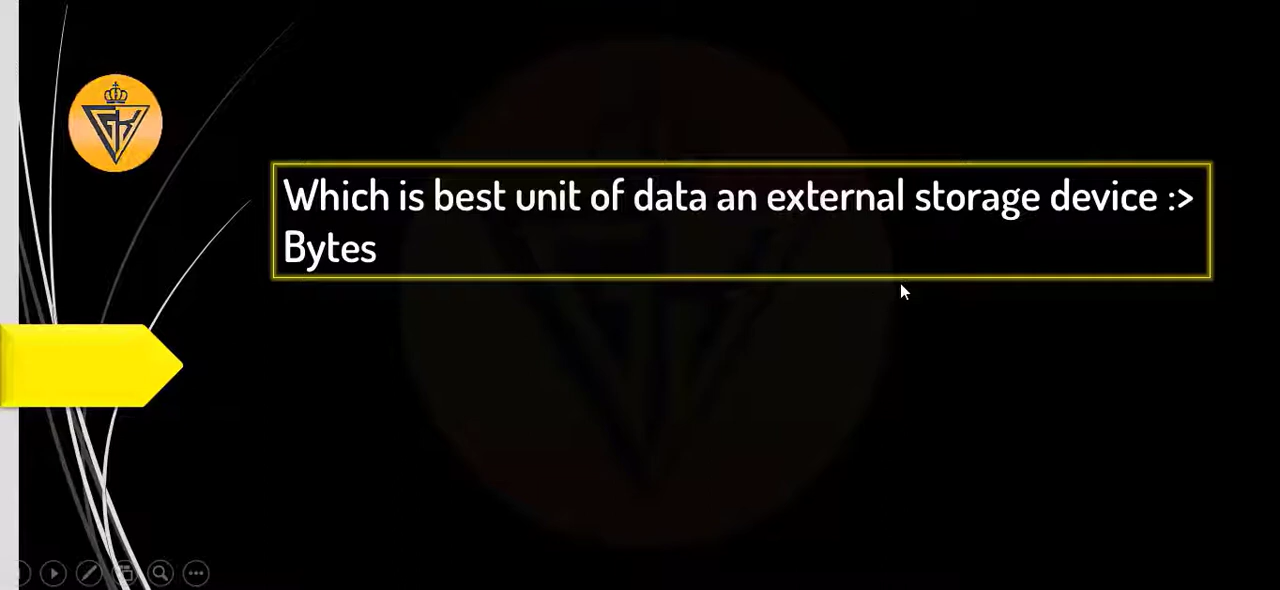 Which is best unit of data an external storage device :>
Bytes